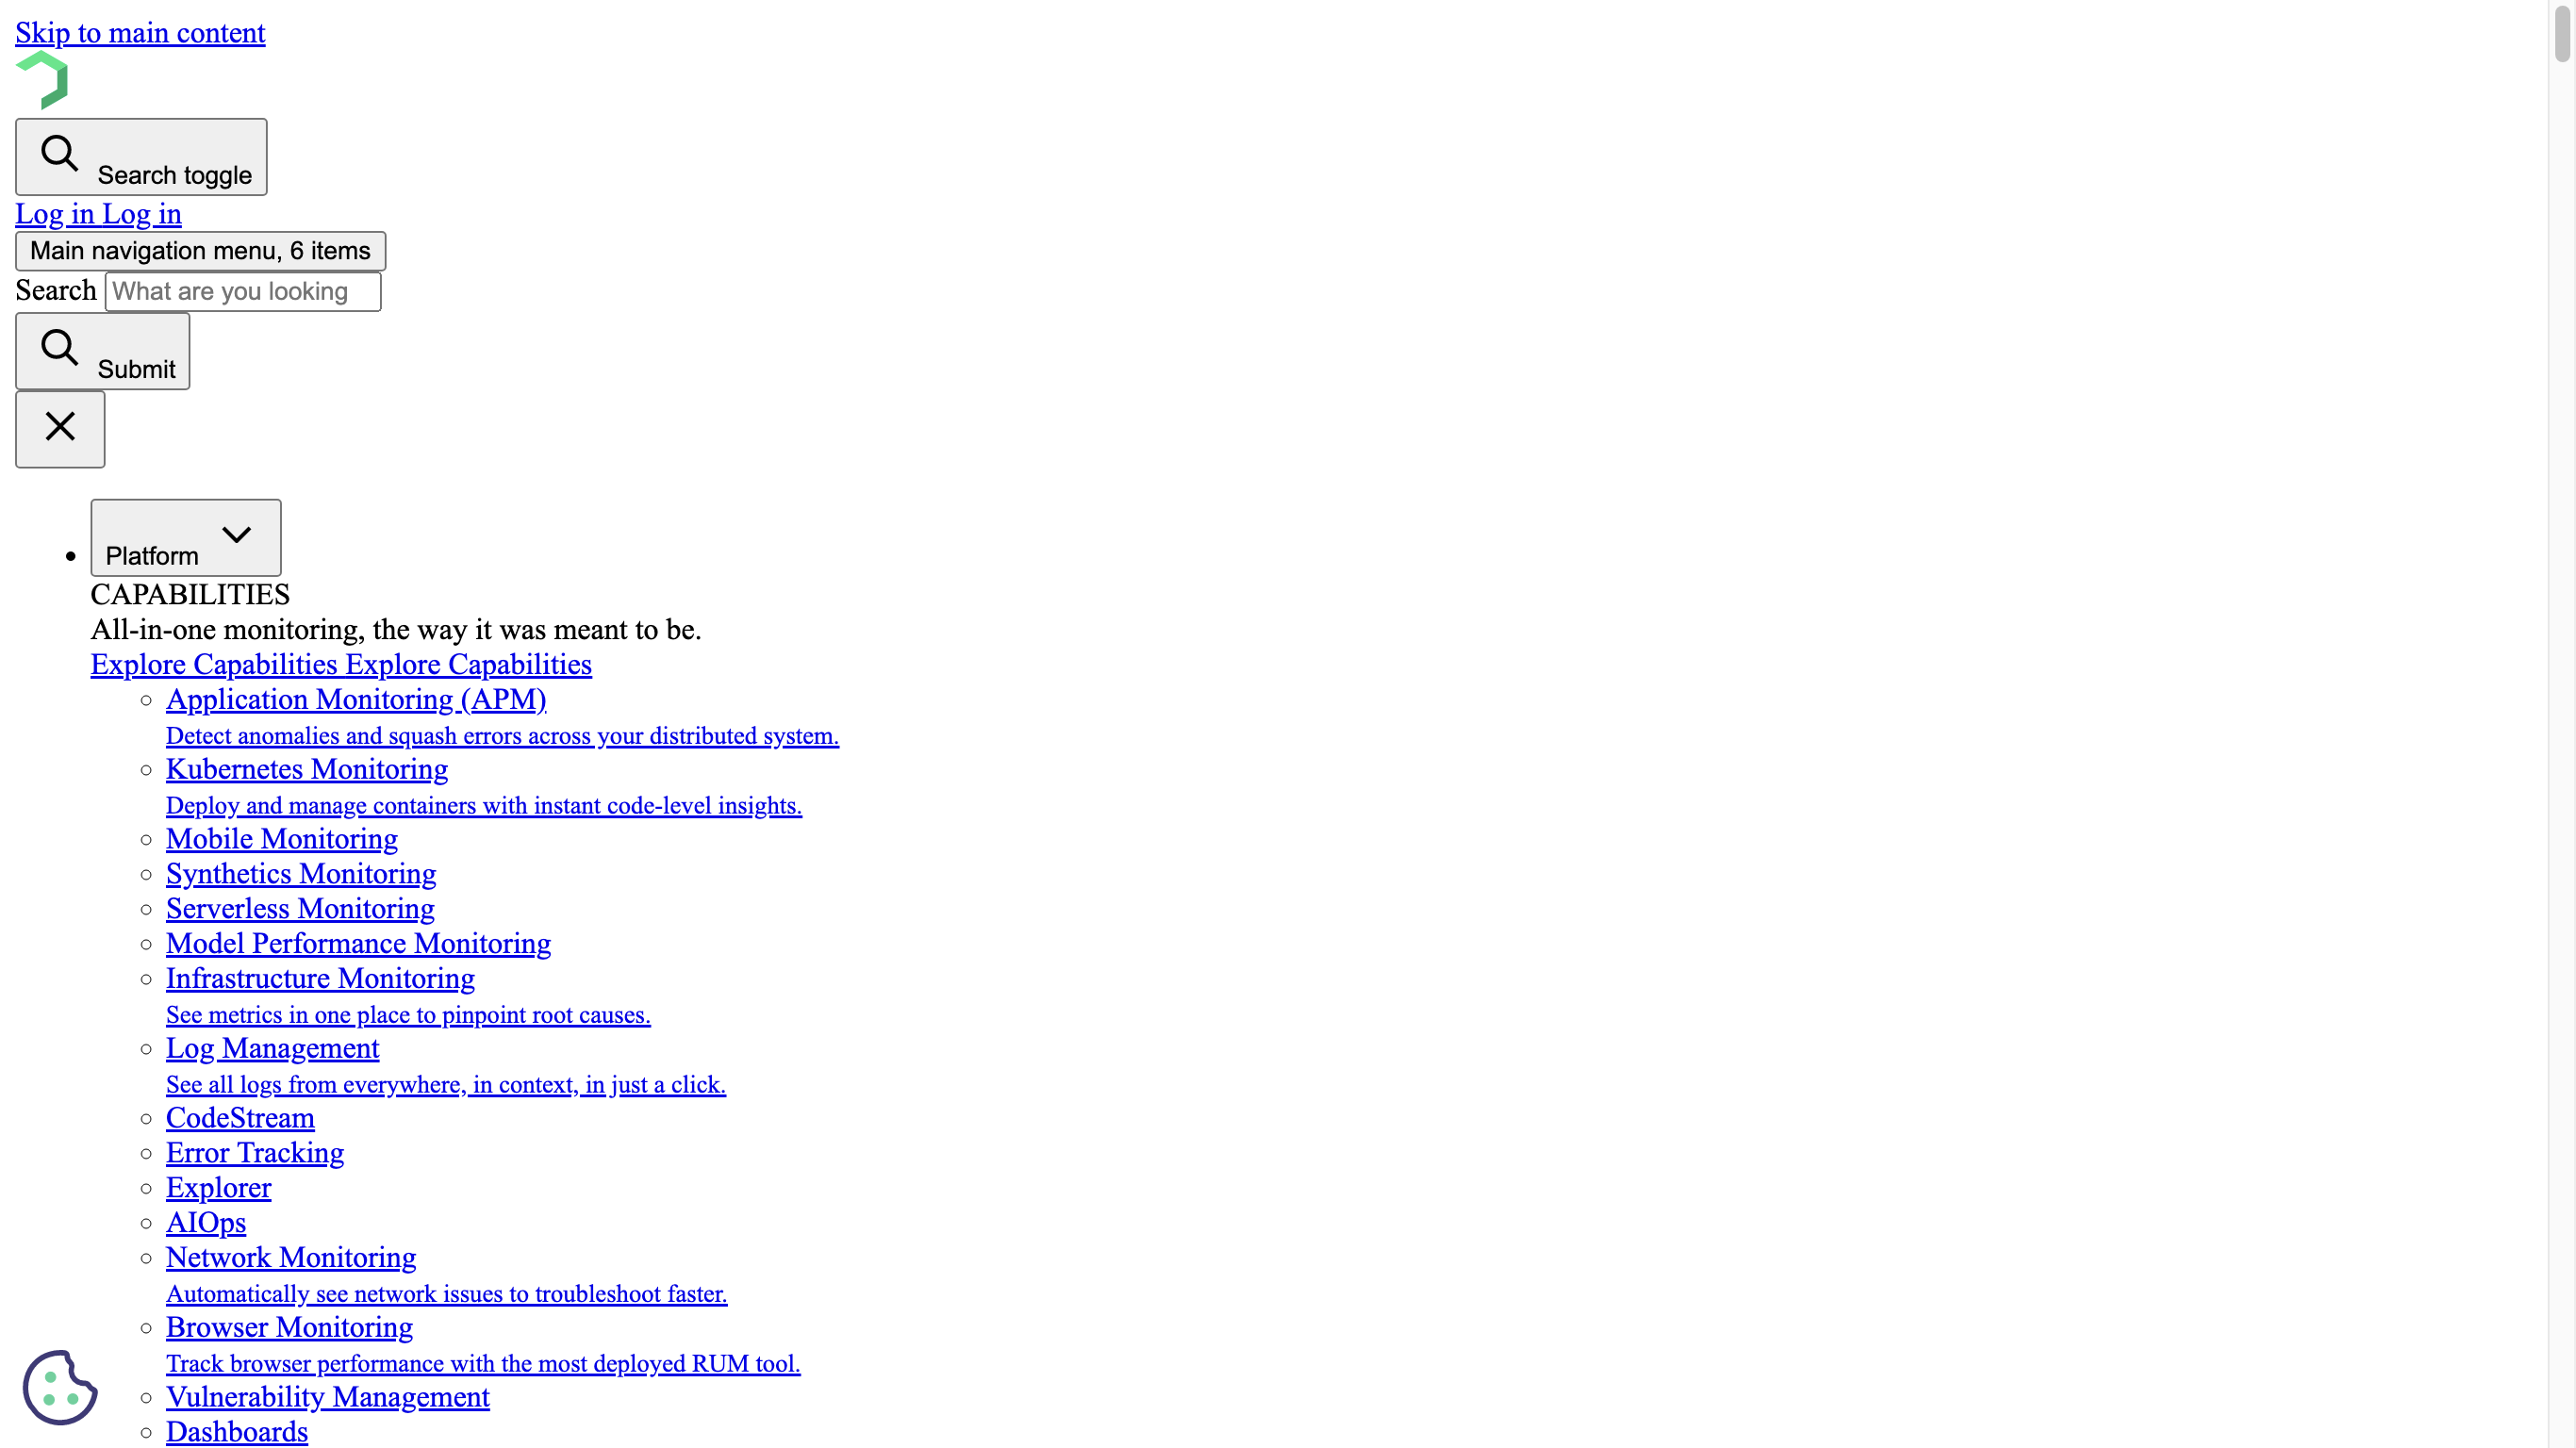 Skip to main content
Search toggle
Log in Log in
Main navigation menu, 6 items
Search What are you looking
Submit
Platform
CAPABILITIES
All-in-one monitoring, the way it was meant to be.
Explore Capabilities Explore Capabilities
Application Monitoring (APM)
Detect anomalies and squash errors across your distributed system.
Kubernetes Monitoring
Deploy and manage containers with instant code-level insights.
Mobile Monitoring
Synthetics Monitoring
Serverless Monitoring
Model Performance Monitoring
Infrastructure Monitoring
See metrics in one place to pinpoint root causes.
Log Management
See all logs from everywhere, in context, in just a click.
CodeStream
Error Tracking
Explorer
AIOps
Network Monitoring
Automatically see network issues to troubleshoot faster.
Browser Monitoring
Track browser performance with the most deployed RUM tool.
Vulnerability Management
Dashboards